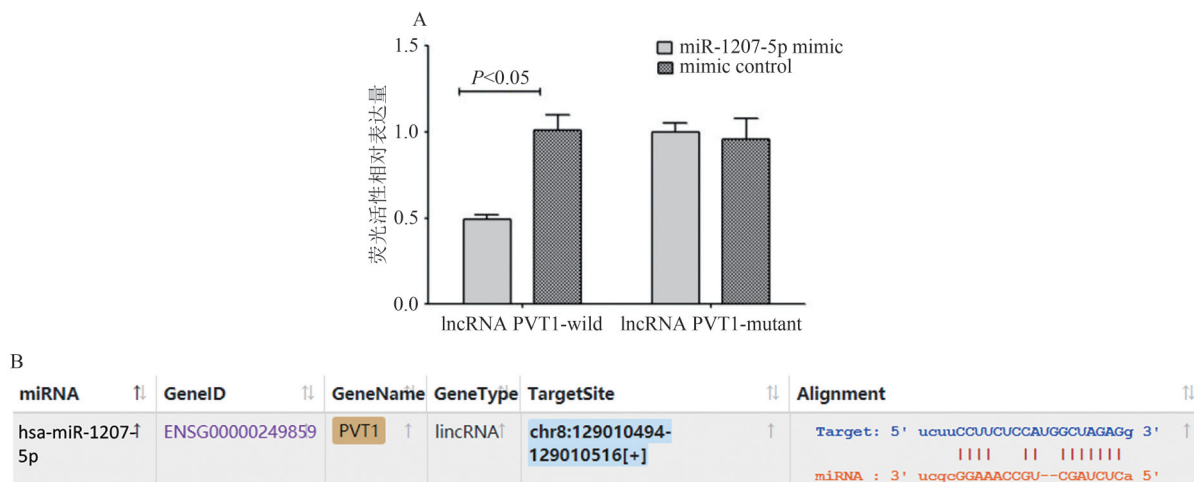 A
荧光活性相对表达量
1.5
1.0
0.5
0.0
P<0.05
miR-1207-5p mimic
mimic control
lncRNA PVT1-wild lncRNA PVT1-mutant
B
miRNA GeneID GeneName GeneType TargetSite Alignment
hsa-miR-1207-5p ENSG00000249859 PVT1 lincRNA chr8:129010494-129010516[+]
Target: 5' ucuuCCUUCUCCAUGGCUAGAGg 3'
miRNA : 3' ucgcGGAAACCGU--CGAUCUCa 5'